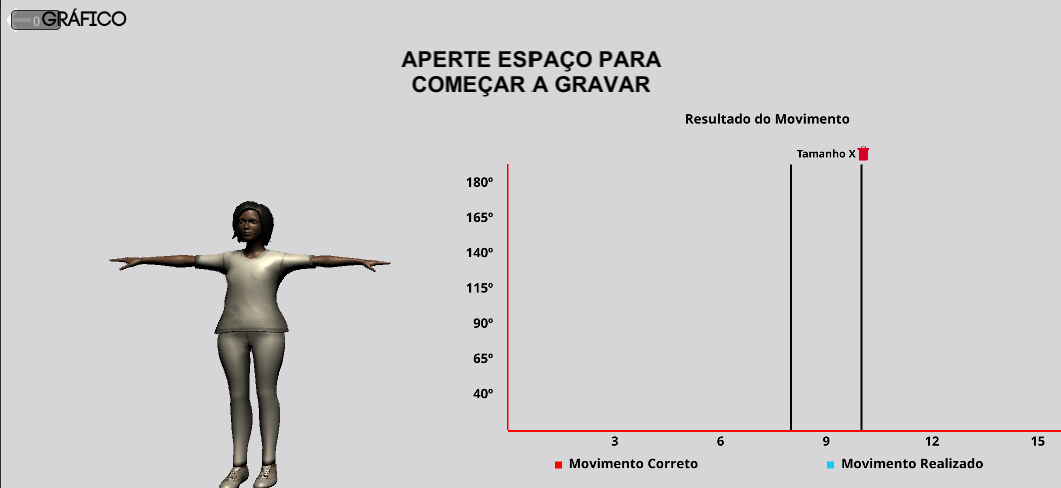 0
GRÁFICO
APERTE ESPAÇO PARA
COMEÇAR A GRAVAR
Resultado do Movimento
Tamanho X
180º
165º
140º
115º
90º
65º
40º
3 6 9 12 15
Movimento Correto Movimento Realizado